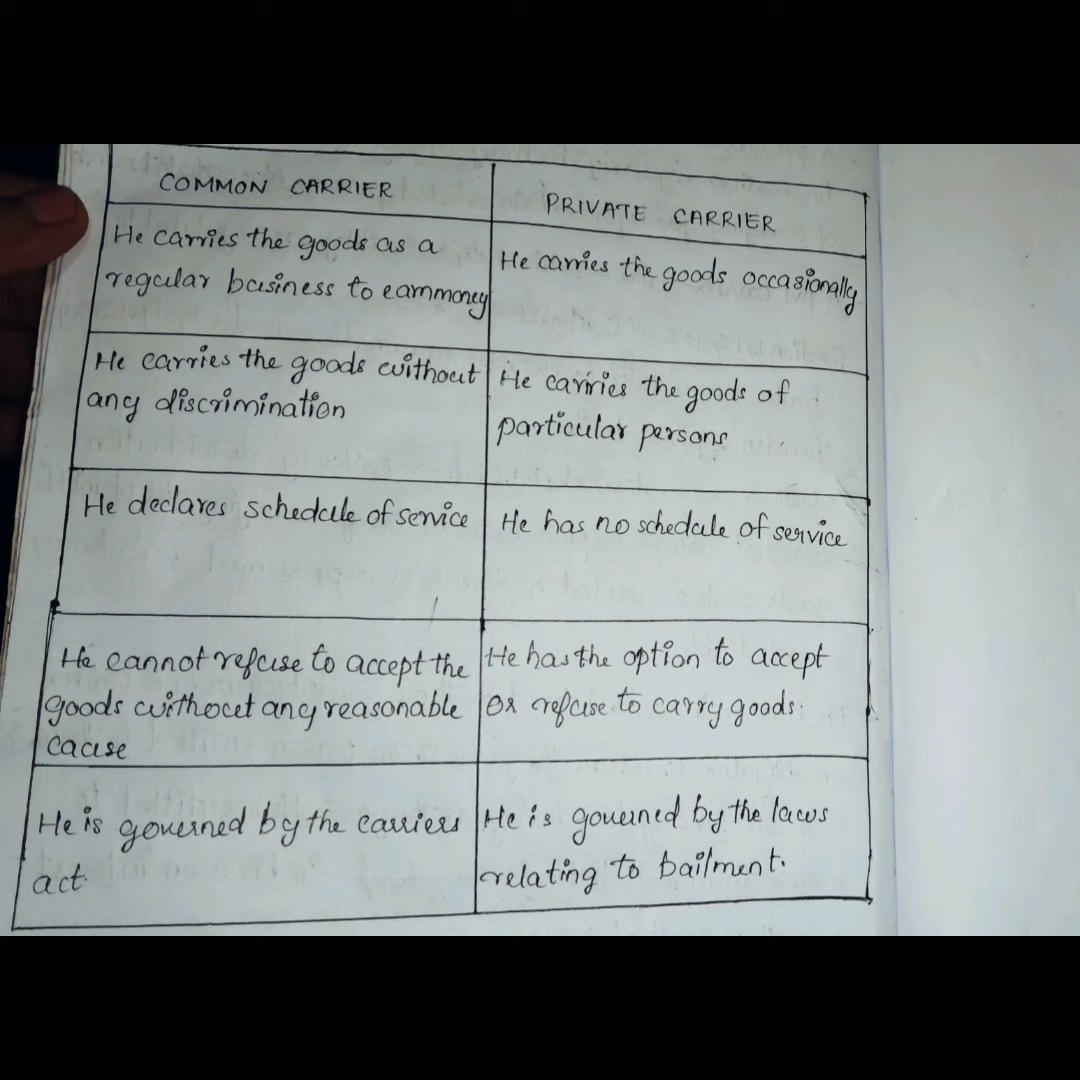 COMMON CARRIER
PRIVATE CARRIER
He carries the goods as a
regular business to earnmoney
He carries the goods occasionally
He carries the goods without
any discrimination
He carries the goods of
particular persons
He declares schedule of service
He has no schedule of service
He cannot refuse to accept the
goods without any reasonable
cause
He has the option to accept
or refuse to carry goods.
He is governed by the carriers
act.
He is governed by the laws
relating to bailment.